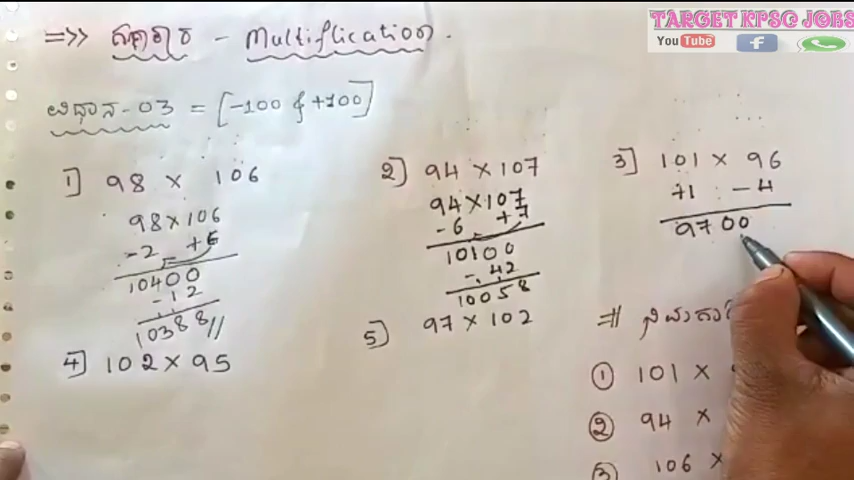 TARGET KPSC JOBS
You Tube f
=>> ಗುಣಾಕಾರ - Multiflication.
ವಿಧಾನ-03 = [-100 & +100]
1] 98 × 106
98×106
-2 +6
10400
-12
10388//
2] 94 × 107
94×107
-6 +7
10100
-42
10058
3] 101 × 96
+1 -4
9700
4] 102 × 95
5] 97 × 102
① 101 ×
② 94 ×
③ 106 ×